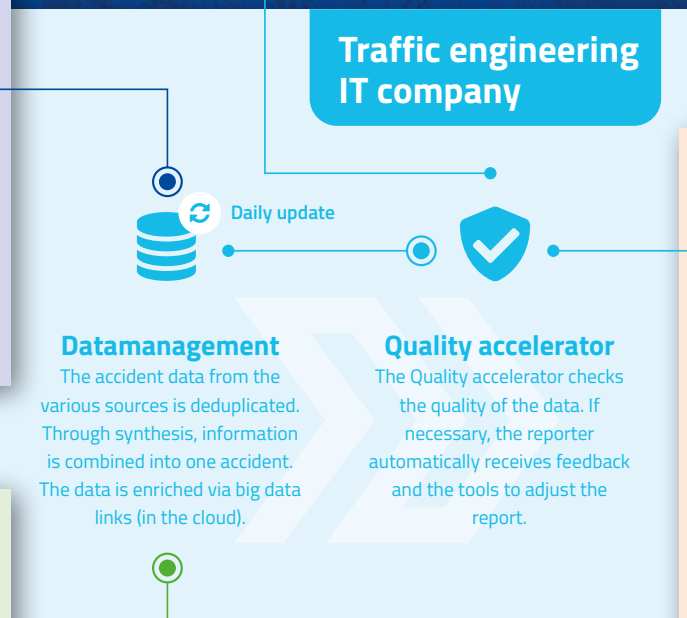 Traffic engineering
IT company
Daily update
Datamanagement
The accident data from the
various sources is deduplicated.
Through synthesis, information
is combined into one accident.
The data is enriched via big data
links (in the cloud).
Quality accelerator
The Quality accelerator checks
the quality of the data. If
necessary, the reporter
automatically receives feedback
and the tools to adjust the
report.